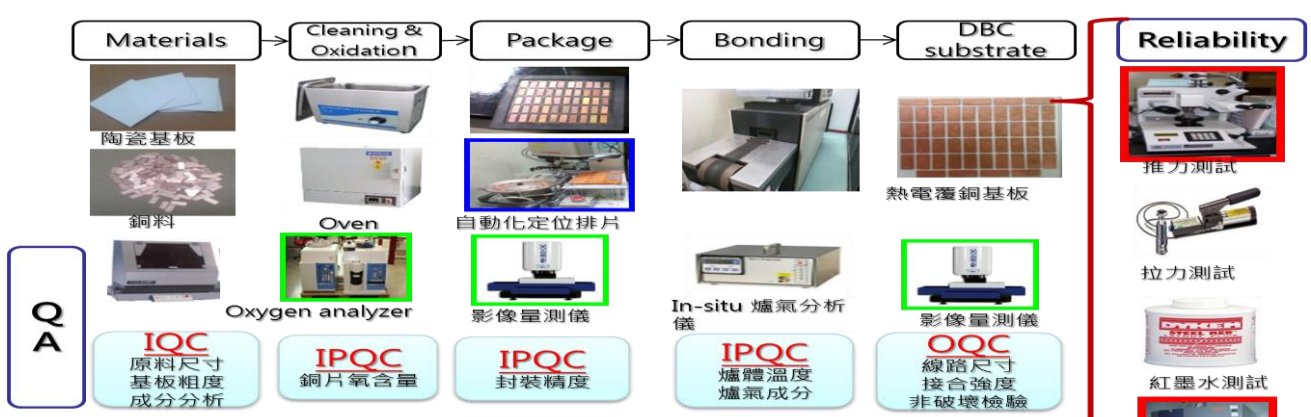 Materials
Cleaning &
Oxidation
Package
Bonding
DBC
substrate
Reliability
陶瓷基板
銅料
Oven
自動化定位排片
熱電覆銅基板
推力測試
拉力測試
Q
A
Oxygen analyzer
影像量測儀
In-situ 爐氣分析
儀
影像量測儀
DYKEM
STEEL RED
紅墨水測試
IQC
原料尺寸
基板粗度
成分分析
IPQC
銅片氧含量
IPQC
封裝精度
IPQC
爐體溫度
爐氣成分
OQC
線路尺寸
接合強度
非破壞檢驗